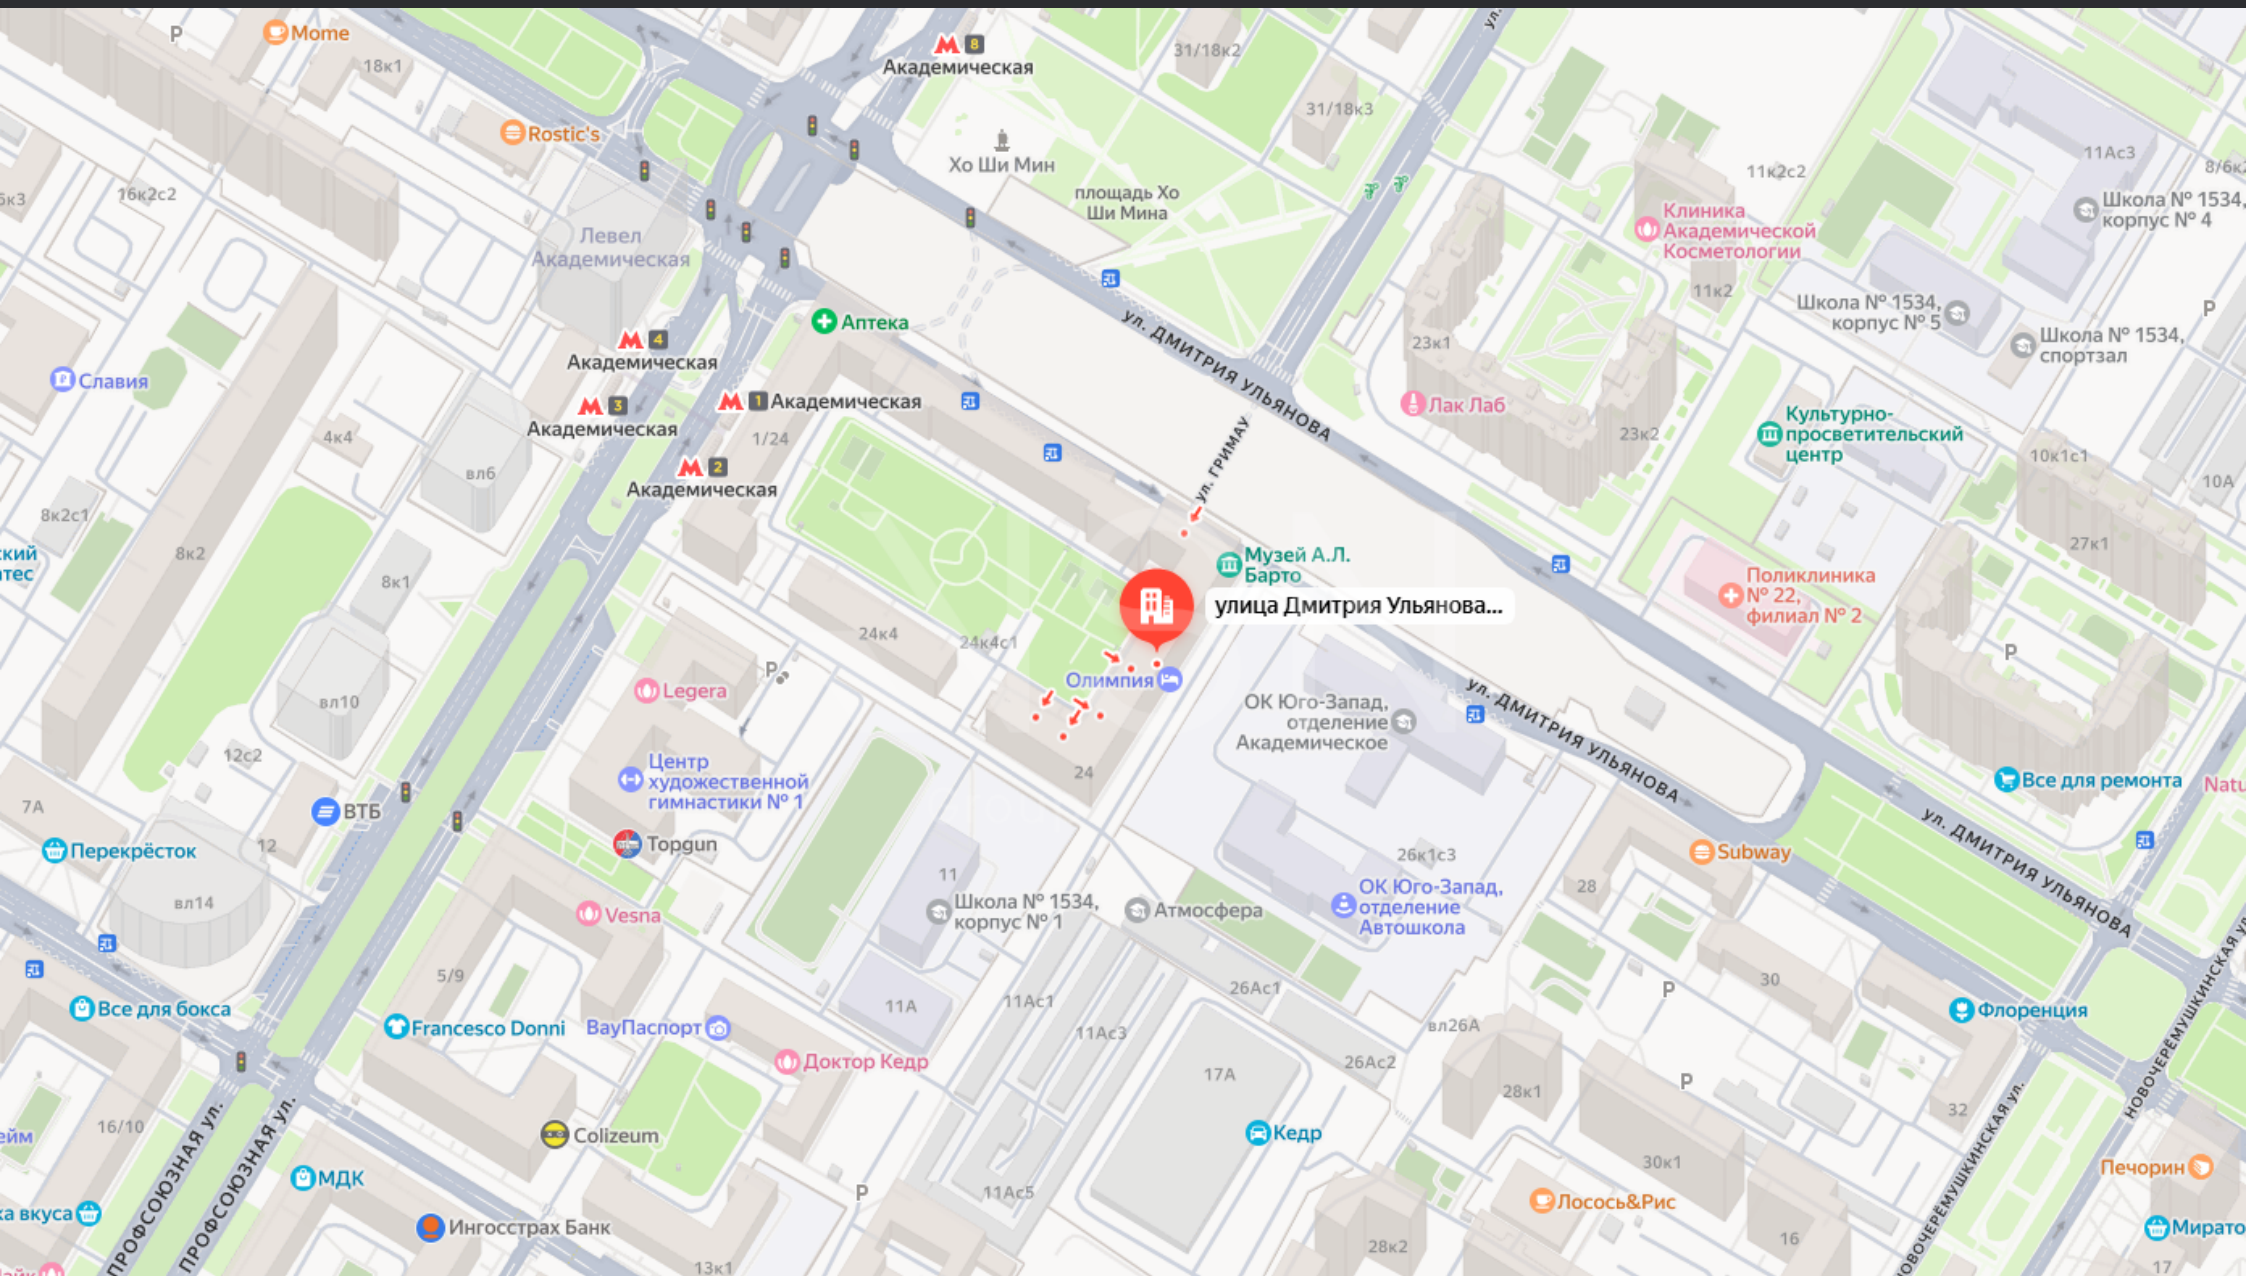 Mome
18к1
8
Академическая
31/18к2
31/18к3
Rostic's
16к2с2
Хо Ши Мин
площадь Хо
Ши Мина
Левел
Академическая
11к2с2
11Ас3
Школа № 1534,
корпус № 4
Клиника
Академической
Косметологии
11к2
Школа № 1534,
корпус № 5
Школа № 1534,
спортзал
Аптека
4
Академическая
3
Академическая
1 Академическая
2
Академическая
1/24
Славия
4к4
вл6
8к2с1
8к2
8к1
ул. ДМИТРИЯ УЛЬЯНОВА
ул. ГРИМАУ
23к1
Лак Лаб
23к2
Культурно-
просветительский
центр
10к1с1
10А
27к1
Музей А.Л.
Барто
улица Дмитрия Ульянова...
Поликлиника
№ 22,
филиал № 2
24к4
24к4с1
Олимпия
24
P
P
P
P
P
P
P
Legera
вл10
12с2
Центр
художественной
гимнастики № 1
ВТБ
Topgun
7А
Перекрёсток
12
вл14
Vesna
ОК Юго-Запад,
отделение
Академическое
ул. ДМИТРИЯ УЛЬЯНОВА
Все для ремонта
Natu
ул. ДМИТРИЯ УЛЬЯНОВА
Subway
28
26к1с3
ОК Юго-Запад,
отделение
Автошкола
11
Школа № 1534,
корпус № 1
Атмосфера
5/9
Все для бокса
Francesco Donni
ВауПаспорт
11А
11Ас1
11Ас3
26Ас1
вл26А
26Ас2
30
Флоренция
Доктор Кедр
17А
28к1
32
НОВОЧЕРЁМУШКИНСКАЯ ул.
16/10
Colizeum
Кедр
30к1
Печорин
МДК
11Ас5
Лосось&Рис
ПРОФСОЮЗНАЯ ул.
ПРОФСОЮЗНАЯ ул.
Ингосстрах Банк
28к2
16
Мирато
17
13к1